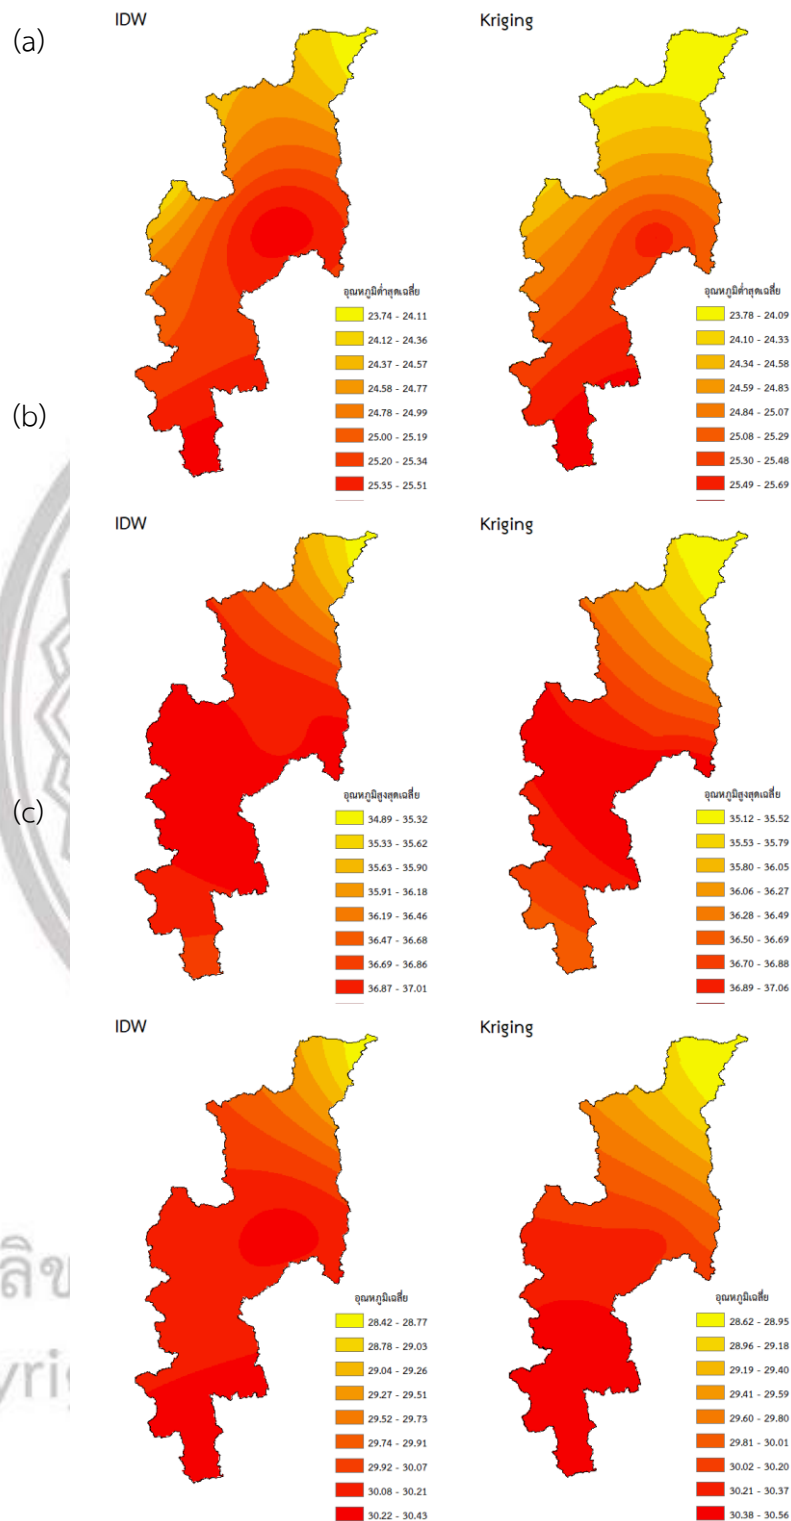 (a)
IDW
Kriging
อุณหภูมิต่ำสุดเฉลี่ย
23.74 - 24.11
24.12 - 24.36
24.37 - 24.57
24.58 - 24.77
24.78 - 24.99
25.00 - 25.19
25.20 - 25.34
25.35 - 25.51
อุณหภูมิต่ำสุดเฉลี่ย
23.78 - 24.09
24.10 - 24.33
24.34 - 24.58
24.59 - 24.83
24.84 - 25.07
25.08 - 25.29
25.30 - 25.48
25.49 - 25.69
(b)
IDW
Kriging
อุณหภูมิสูงสุดเฉลี่ย
34.89 - 35.32
35.33 - 35.62
35.63 - 35.90
35.91 - 36.18
36.19 - 36.46
36.47 - 36.68
36.69 - 36.86
36.87 - 37.01
อุณหภูมิสูงสุดเฉลี่ย
35.12 - 35.52
35.53 - 35.79
35.80 - 36.05
36.06 - 36.27
36.28 - 36.49
36.50 - 36.69
36.70 - 36.88
36.89 - 37.06
(c)
IDW
Kriging
อุณหภูมิเฉลี่ย
28.42 - 28.77
28.78 - 29.03
29.04 - 29.26
29.27 - 29.51
29.52 - 29.73
29.74 - 29.91
29.92 - 30.07
30.08 - 30.21
30.22 - 30.43
อุณหภูมิเฉลี่ย
28.62 - 28.95
28.96 - 29.18
29.19 - 29.40
29.41 - 29.59
29.60 - 29.80
29.81 - 30.01
30.02 - 30.20
30.21 - 30.37
30.38 - 30.56